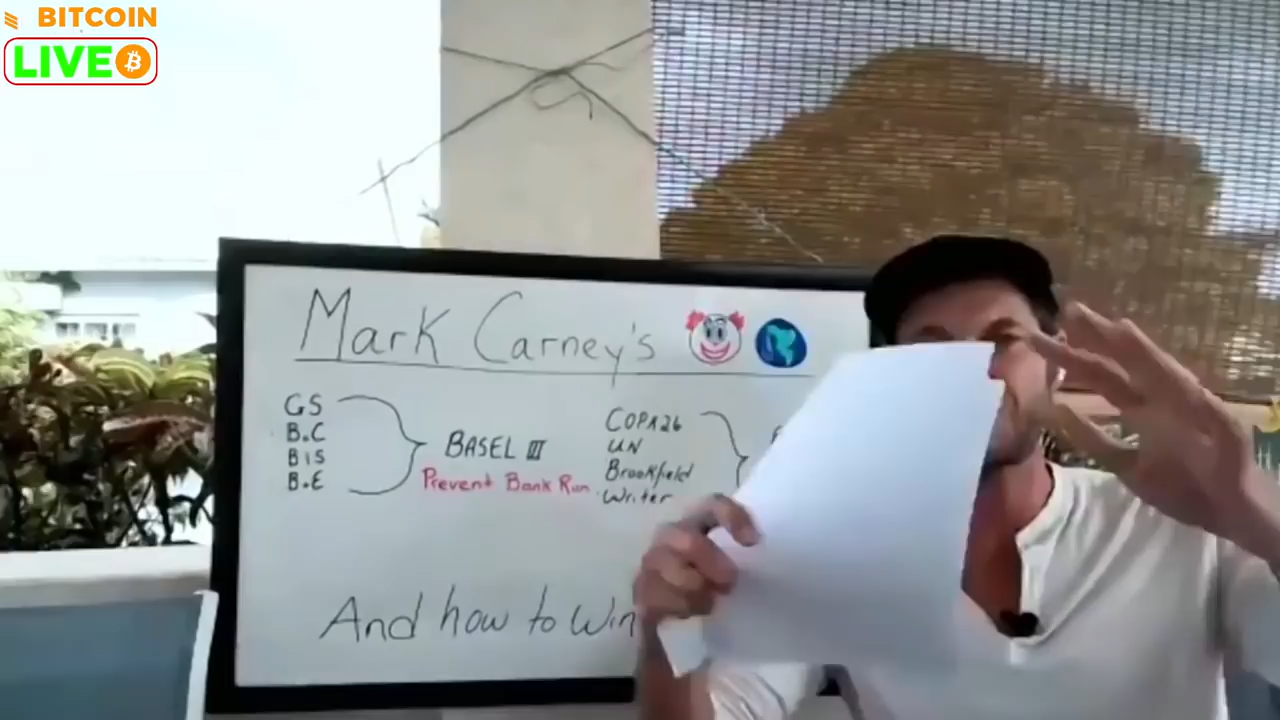 BITCOIN
LIVE
Mark Carney's
GS
B.C
BIS
B.E
BASEL III
Prevent Bank Run
COP26
UN
Brookfield
Writer
And how to win